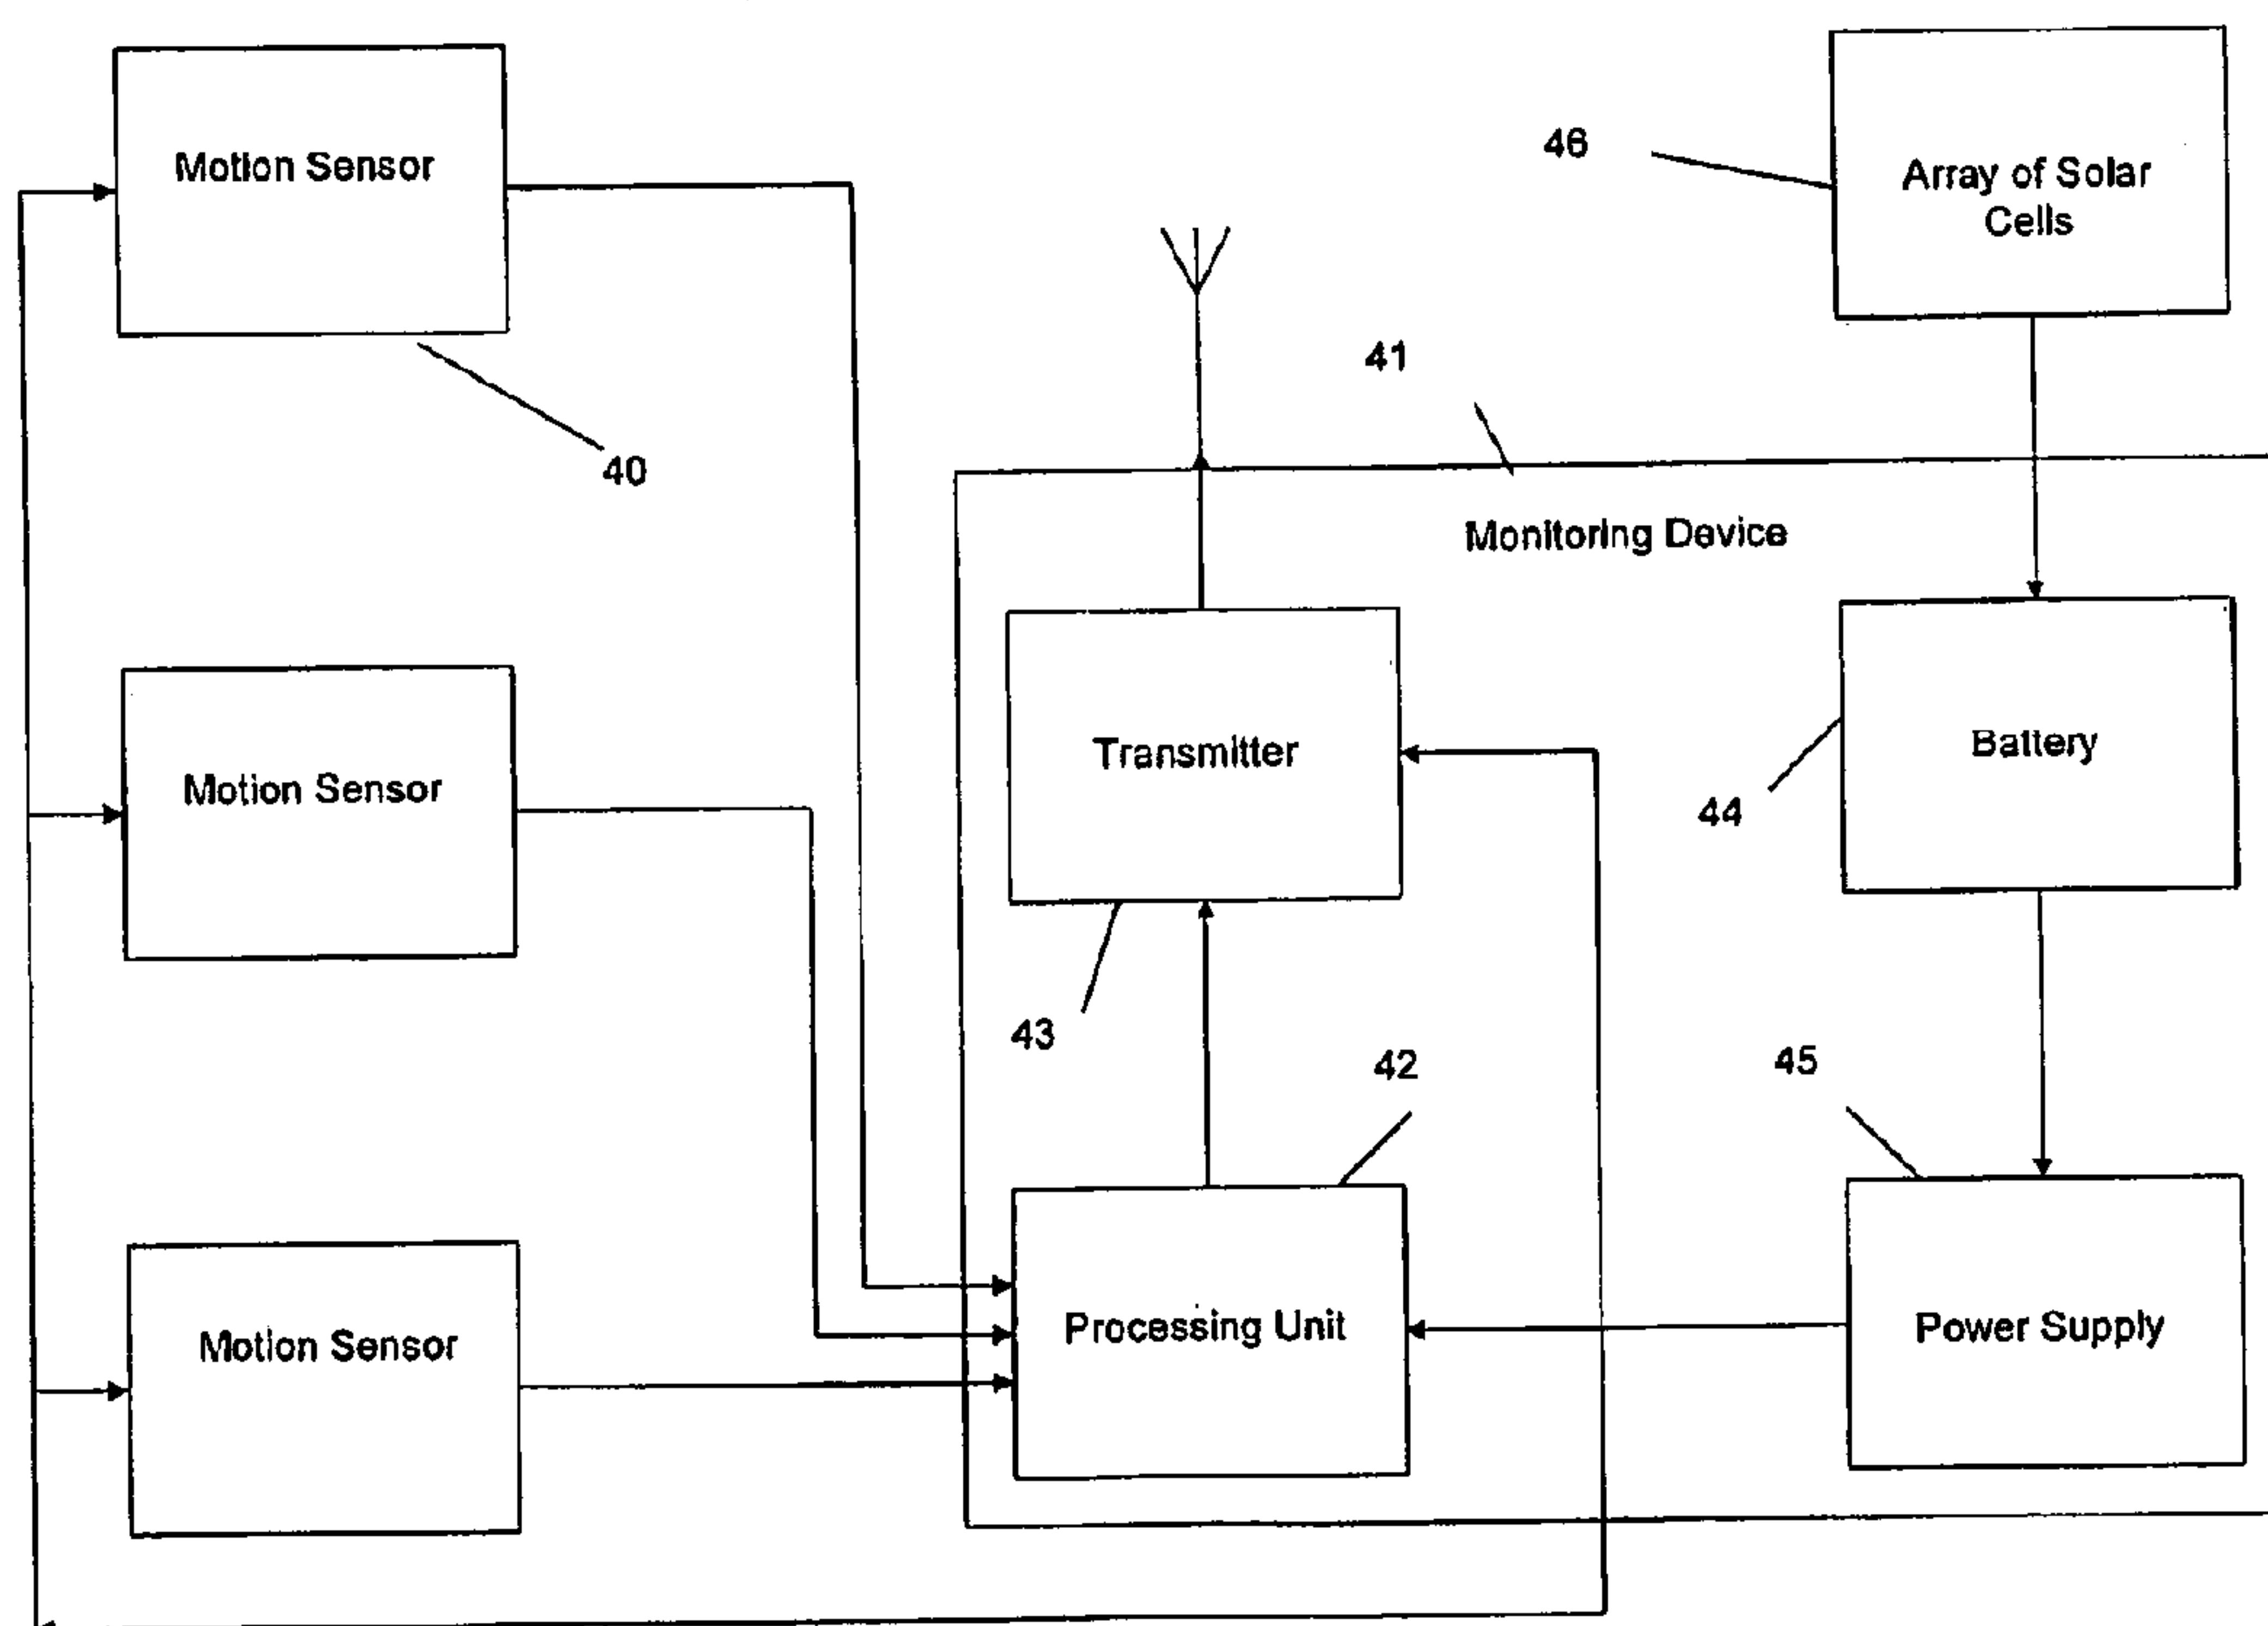 Motion Sensor
46
Array of Solar
Cells
41
40
Monitoring Device
Motion Sensor
Transmitter
Battery
44
43
42
45
Motion Sensor
Processing Unit
Power Supply